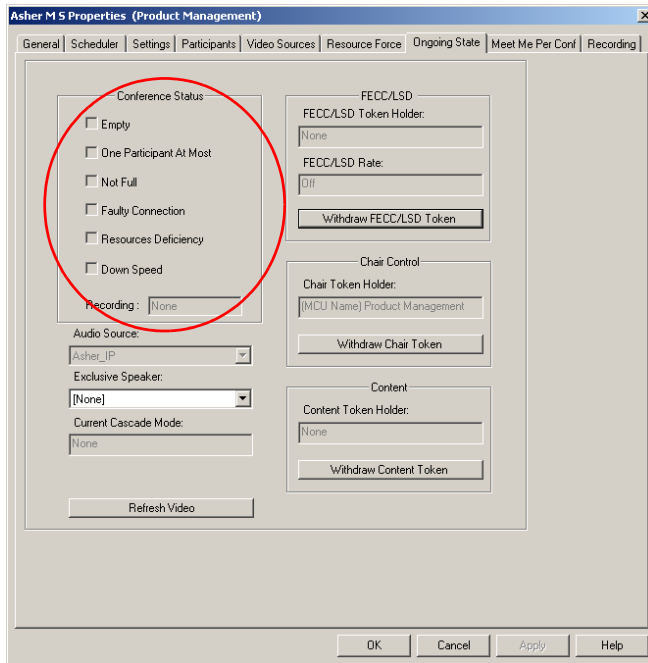 Asher M S Properties (Product Management)
General Scheduler Settings Participants Video Sources Resource Force Ongoing State Meet Me Per Conf Recording
Conference Status
Empty
One Participant At Most
Not Full
Faulty Connection
Resources Deficiency
Down Speed
Recording : None
Audio Source:
Asher_IP
Exclusive Speaker:
[None]
Current Cascade Mode:
None
Refresh Video
FECC/LSD
FECC/LSD Token Holder:
None
FECC/LSD Rate:
Off
Withdraw FECC/LSD Token
Chair Control
Chair Token Holder:
(MCU Name) Product Management
Withdraw Chair Token
Content
Content Token Holder:
None
Withdraw Content Token
OK Cancel Apply Help